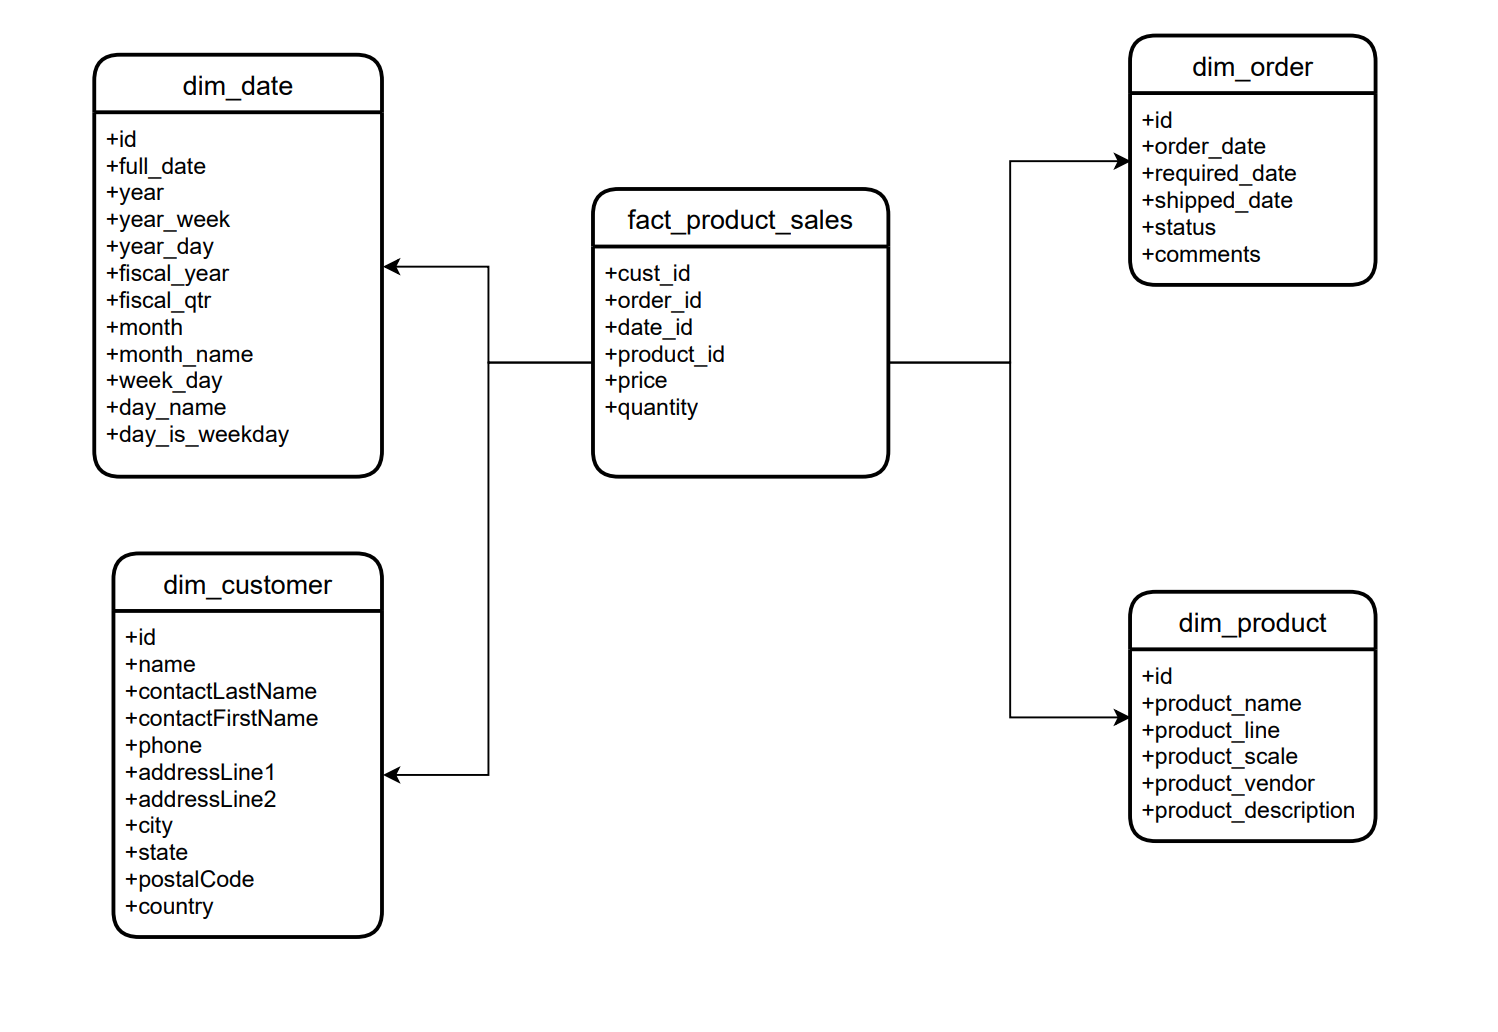 dim_date
+id
+full_date
+year
+year_week
+year_day
+fiscal_year
+fiscal_qtr
+month
+month_name
+week_day
+day_name
+day_is_weekday
dim_customer
+id
+name
+contactLastName
+contactFirstName
+phone
+addressLine1
+addressLine2
+city
+state
+postalCode
+country
fact_product_sales
+cust_id
+order_id
+date_id
+product_id
+price
+quantity
dim_order
+id
+order_date
+required_date
+shipped_date
+status
+comments
dim_product
+id
+product_name
+product_line
+product_scale
+product_vendor
+product_description